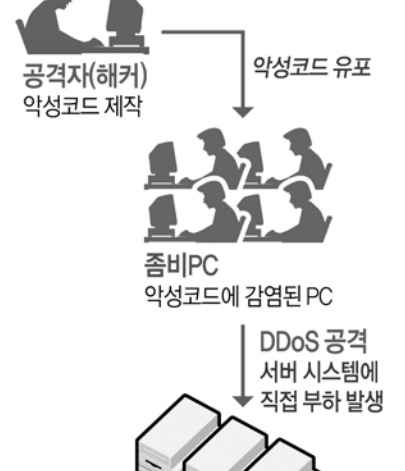 공격자(해커)
악성코드 제작
악성코드 유포
좀비PC
악성코드에 감염된 PC
DDoS 공격
서버 시스템에
직접 부하 발생